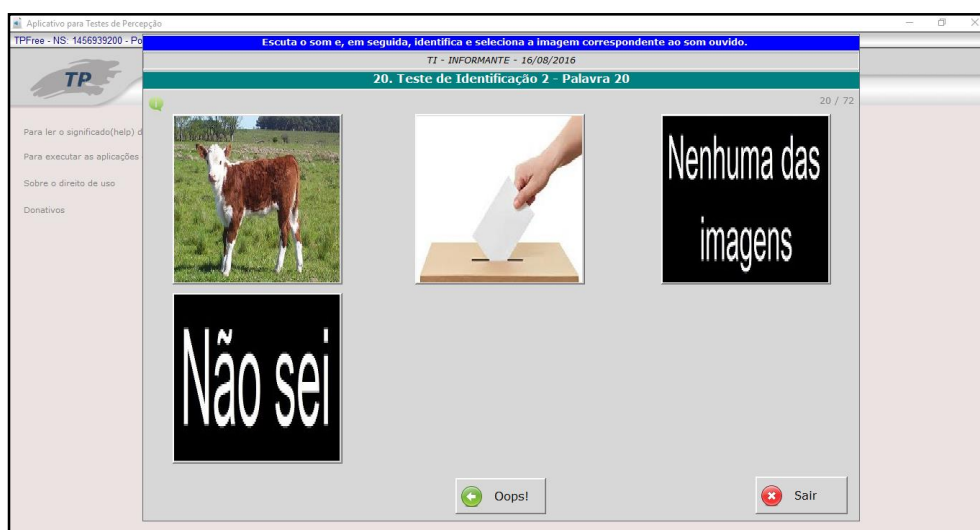 Aplicativo para Testes de Percepção
TPFree - NS: 1456939200 - Po
Escuta o som e, em seguida, identifica e seleciona a imagem correspondente ao som ouvido.
TI - INFORMANTE - 16/08/2016
TP
20. Teste de Identificação 2 - Palavra 20
20 / 72
Para ler o significado(help) d
Para executar as aplicações
Sobre o direito de uso
Donativos
Nenhuma das
imagens
Não sei
Oops!
Sair